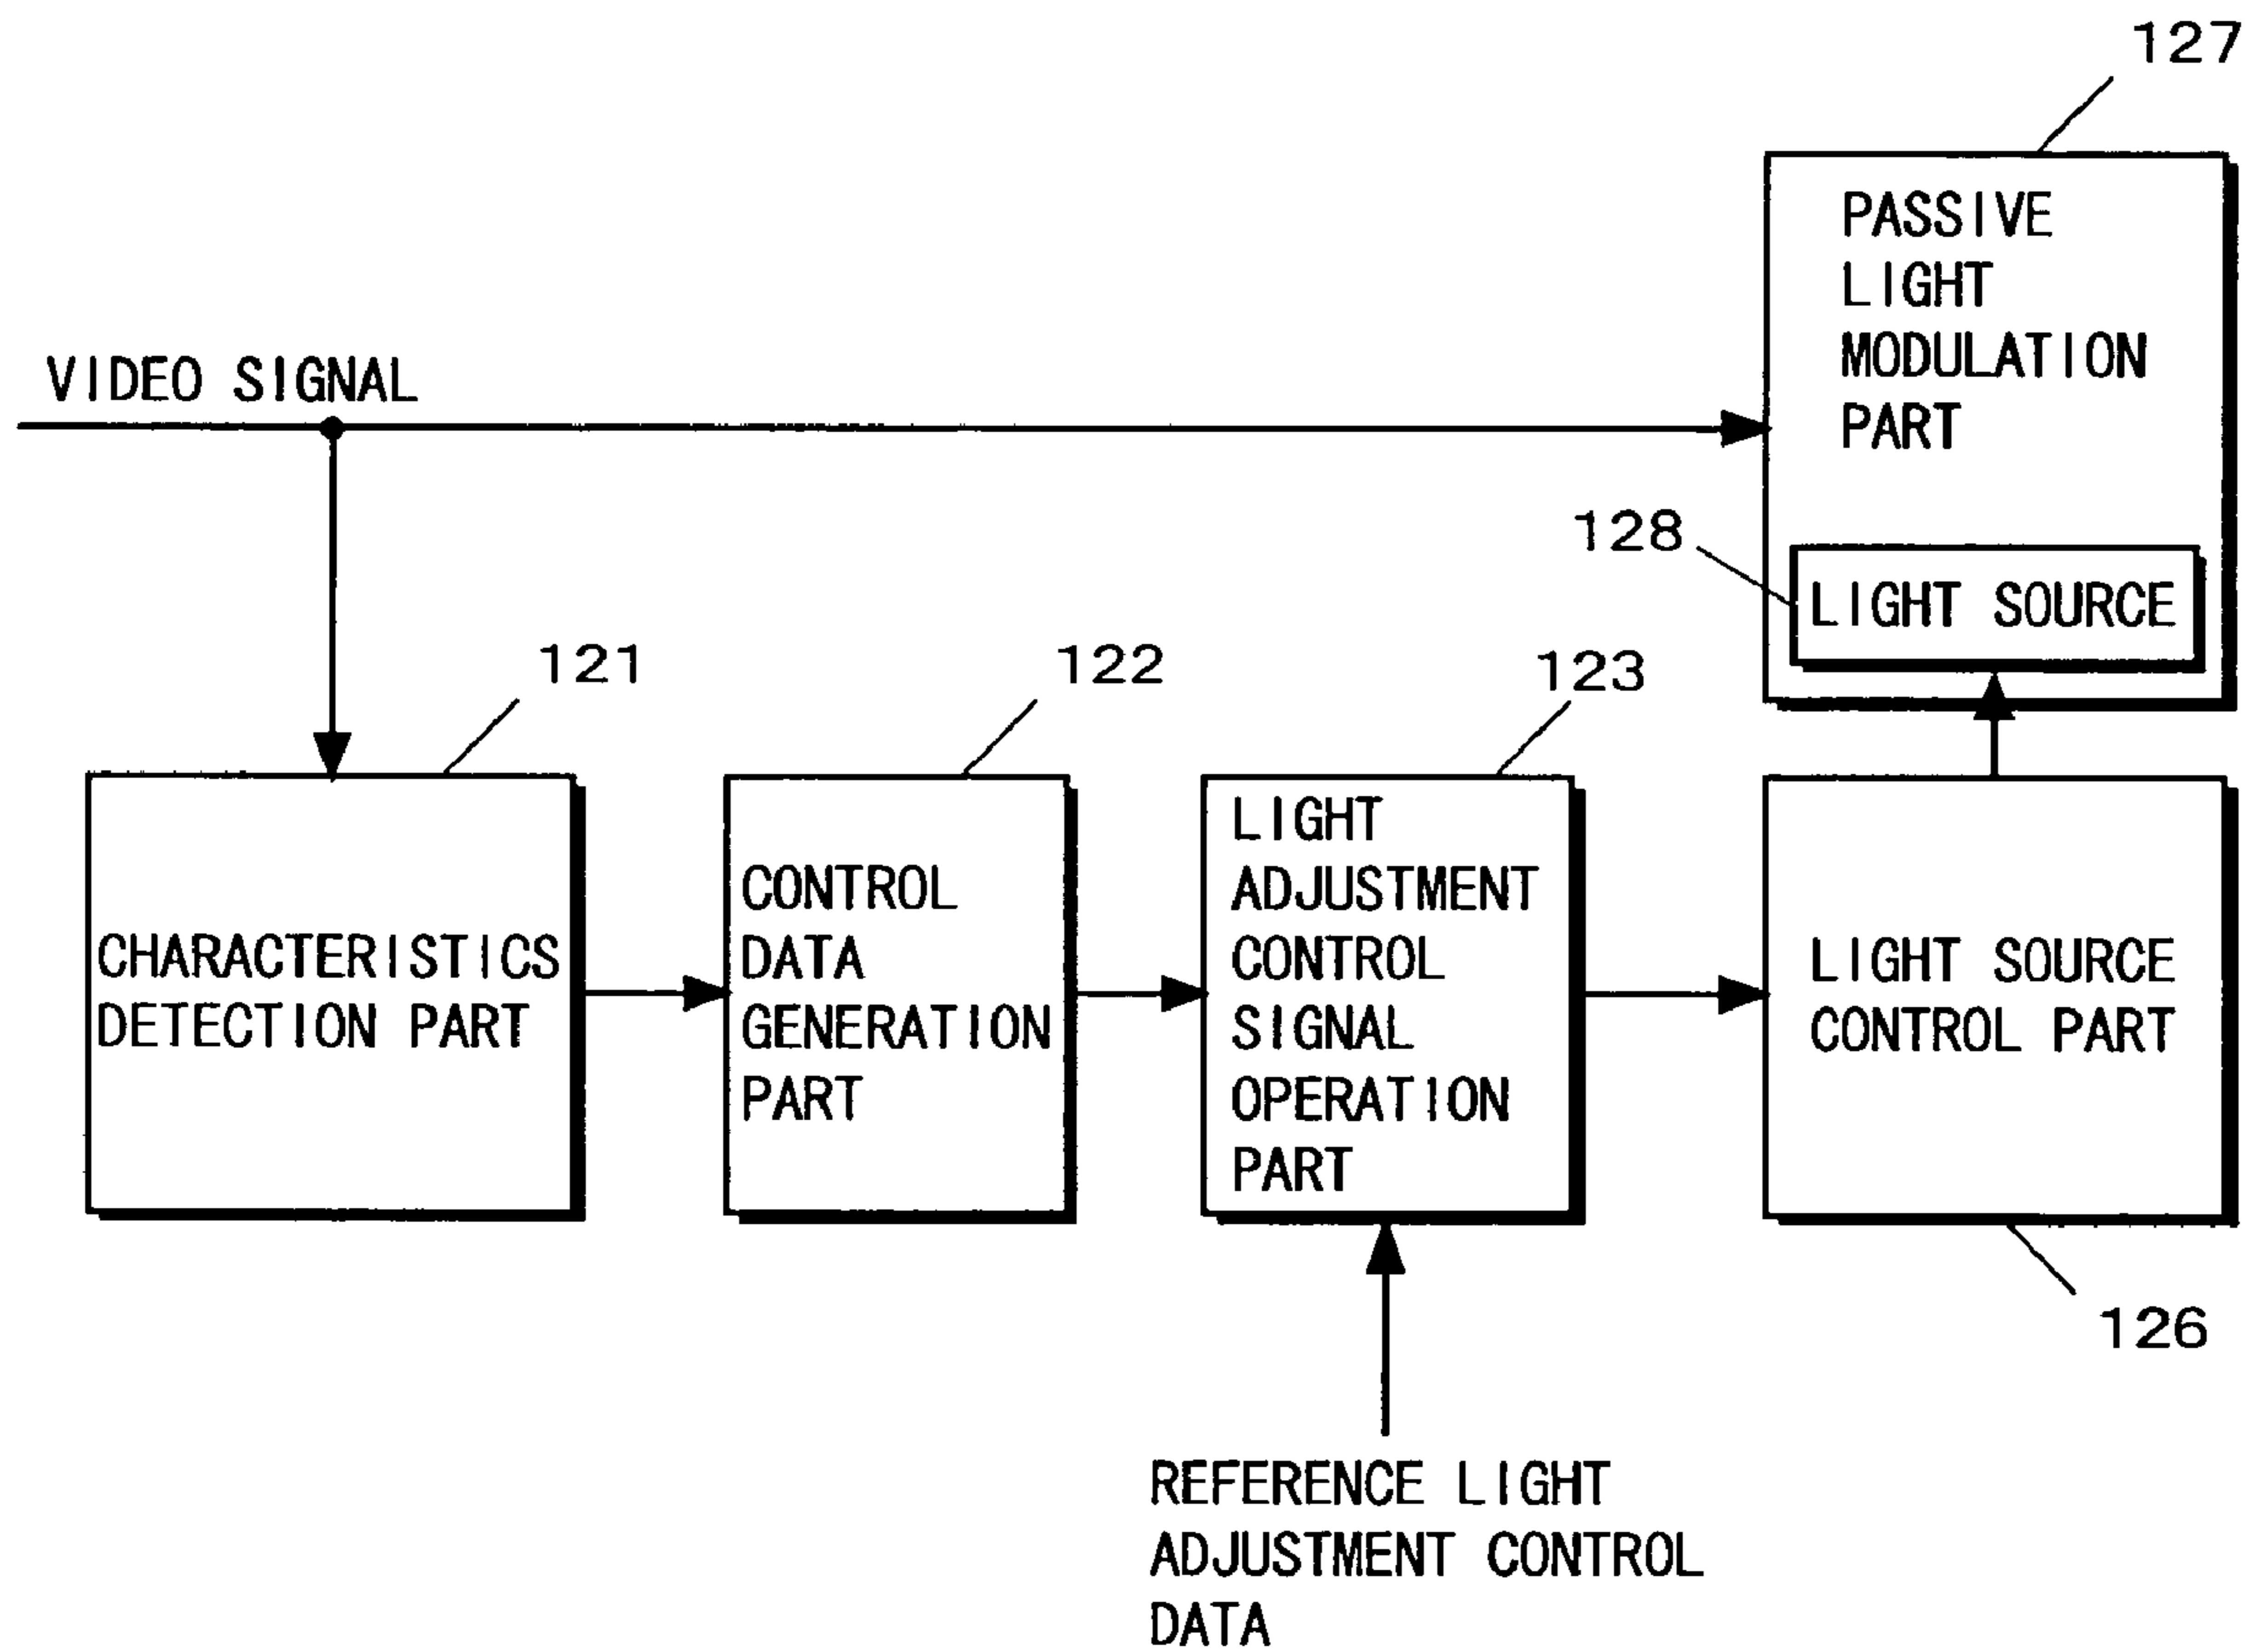 127
PASSIVE
LIGHT
MODULATION
PART
VIDEO SIGNAL
128
LIGHT SOURCE
121
122
123
CHARACTERISTICS
DETECTION PART
CONTROL
DATA
GENERATION
PART
LIGHT
ADJUSTMENT
CONTROL
SIGNAL
OPERATION
PART
LIGHT SOURCE
CONTROL PART
126
REFERENCE LIGHT
ADJUSTMENT CONTROL
DATA